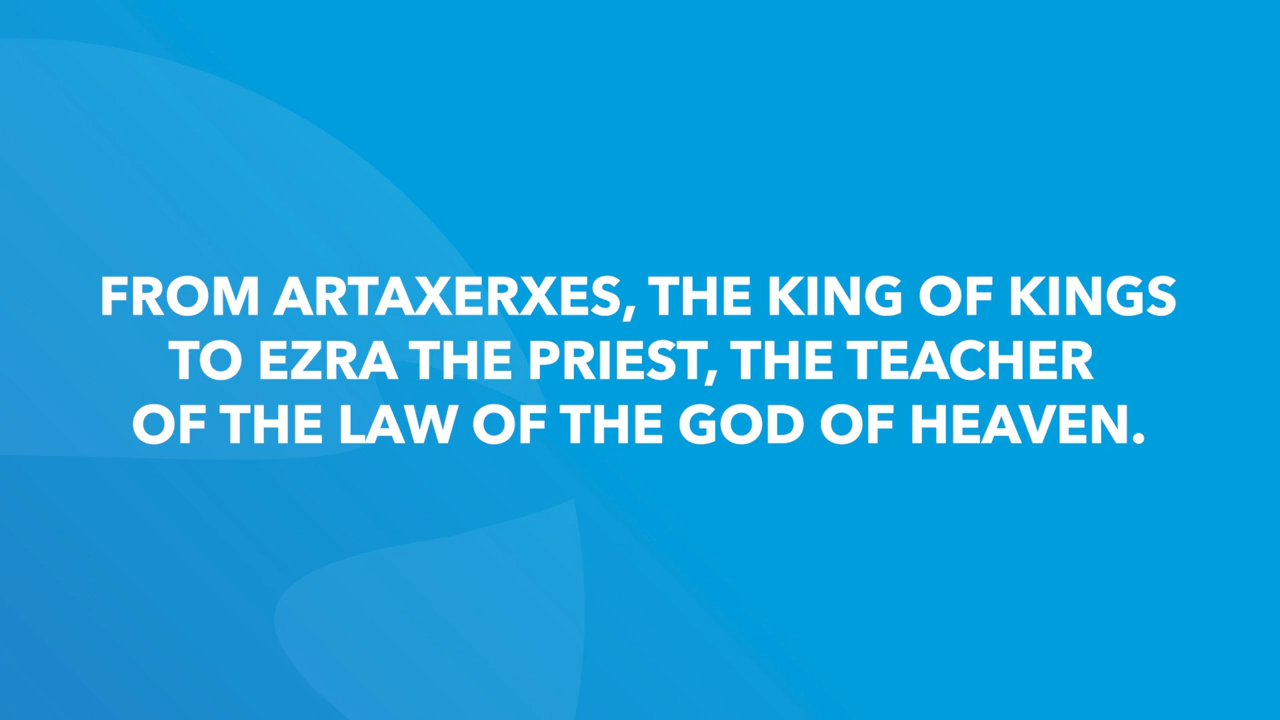 FROM ARTAXERXES, THE KING OF KINGS
TO EZRA THE PRIEST, THE TEACHER
OF THE LAW OF THE GOD OF HEAVEN.